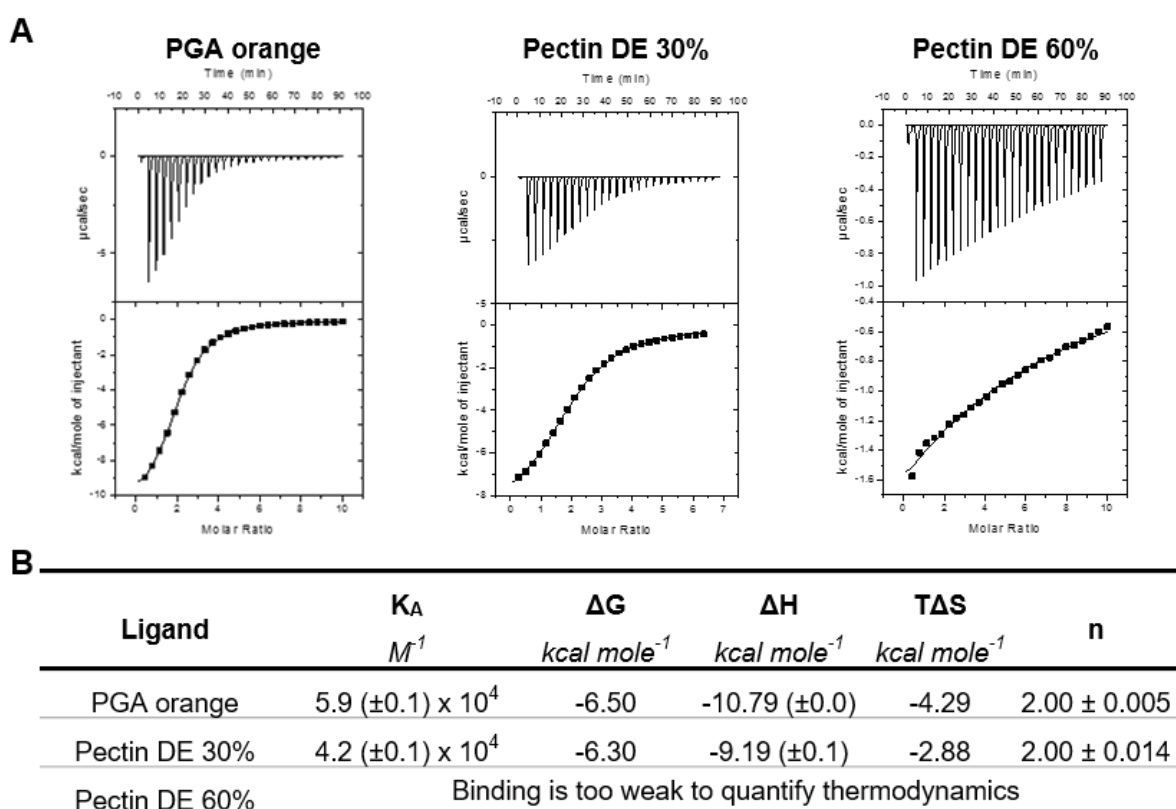 A
PGA orange Pectin DE 30% Pectin DE 60%
Time (min) Time (min) Time (min)
-10 0 10 20 30 40 50 60 70 80 90 100
-10 0 10 20 30 40 50 60 70 80 90 100
-10 0 10 20 30 40 50 60 70 80 90 100
0
-5
µcal/sec
0
-5
µcal/sec
0.0
-0.2
-0.4
-0.6
-0.8
-1.0
µcal/sec
0
-2
-4
-6
-8
-10
kcal/mole of injectant
0
-2
-4
-6
-8
kcal/mole of injectant
-0.4
-0.6
-0.8
-1.0
-1.2
-1.4
-1.6
kcal/mole of injectant
0 2 4 6 8 10
0 1 2 3 4 5 6 7
0 2 4 6 8 10
Molar Ratio Molar Ratio Molar Ratio
B
Ligand KA ΔG ΔH TΔS n
M-1 kcal mole-1 kcal mole-1 kcal mole-1
PGA orange 5.9 (±0.1) x 10^4 -6.50 -10.79 (±0.0) -4.29 2.00 ± 0.005
Pectin DE 30% 4.2 (±0.1) x 10^4 -6.30 -9.19 (±0.1) -2.88 2.00 ± 0.014
Pectin DE 60% Binding is too weak to quantify thermodynamics